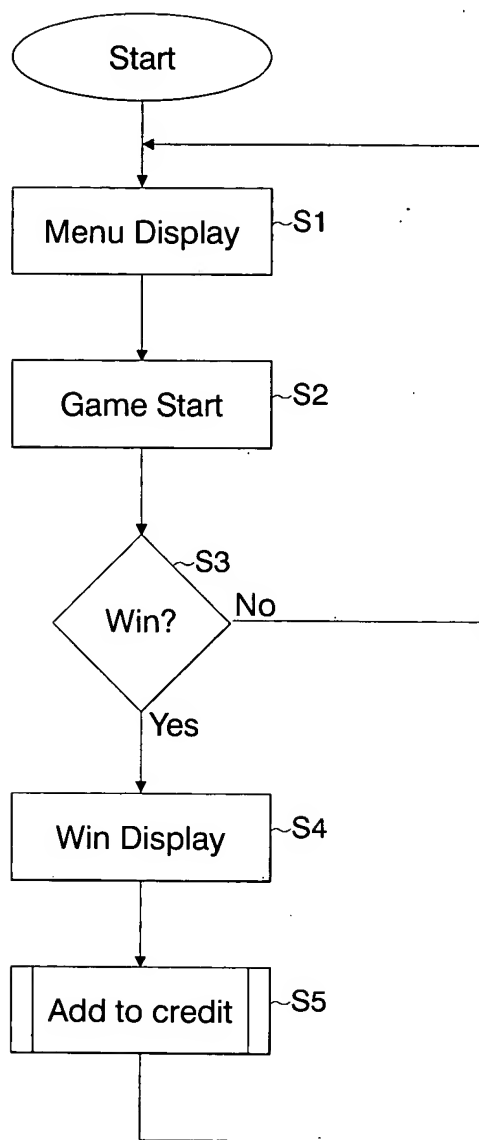 Start
Menu Display
S1
Game Start
S2
S3
Win?
No
Yes
Win Display
S4
Add to credit
S5